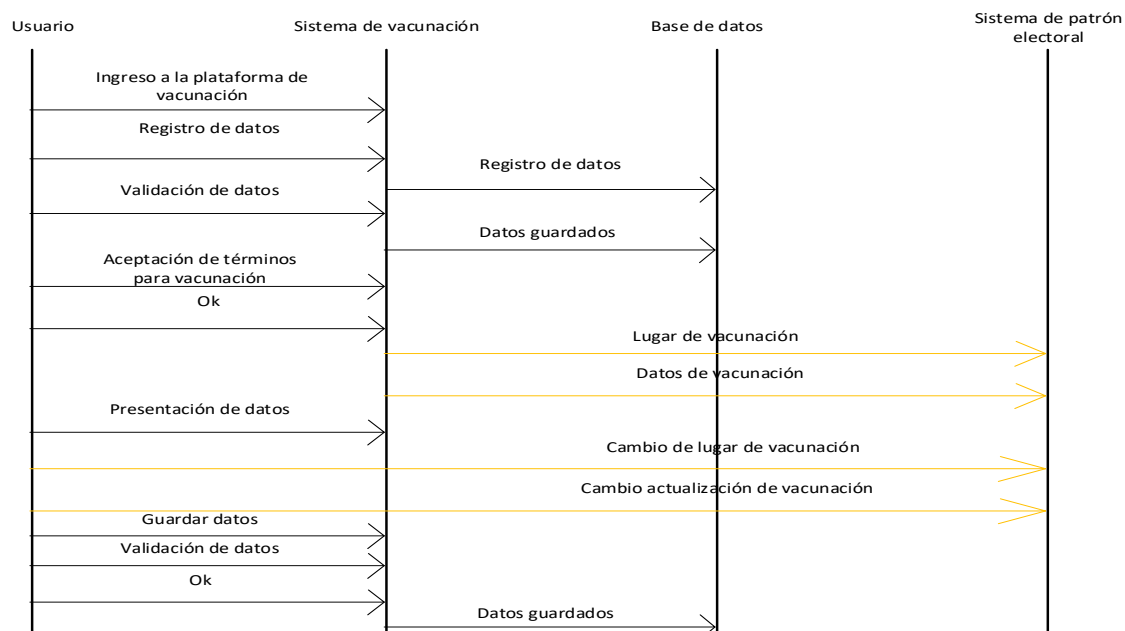 Usuario
Sistema de vacunación
Base de datos
Sistema de patrón
electoral
Ingreso a la plataforma de
vacunación
Registro de datos
Registro de datos
Validación de datos
Datos guardados
Aceptación de términos
para vacunación
Ok
Lugar de vacunación
Datos de vacunación
Presentación de datos
Cambio de lugar de vacunación
Cambio actualización de vacunación
Guardar datos
Validación de datos
Ok
Datos guardados